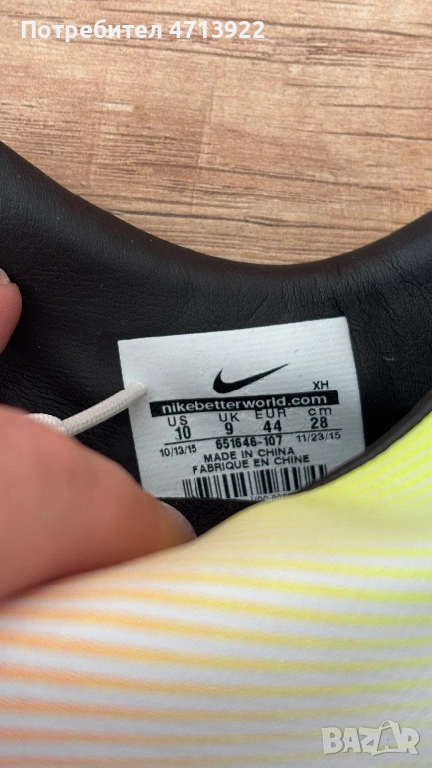 Потребител 4713922
XH
nikebetterworld.com
US UK EUR cm
10 9 44 28
10/13/15 651646-107 11/23/15
MADE IN CHINA
FABRIQUE EN CHINE
BAZAR